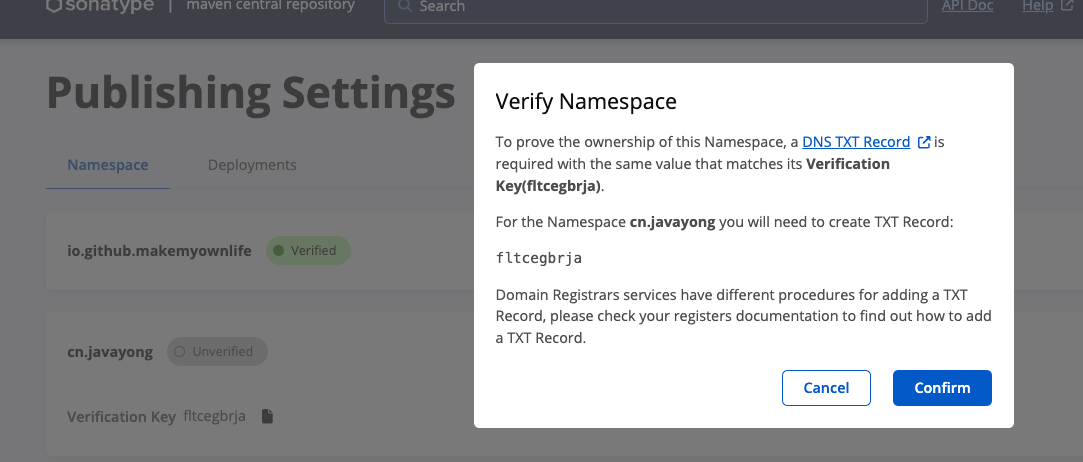 sonatype | maven central repository
Search
API Doc
Help
Publishing Settings
Namespace
Deployments
io.github.makemyownlife
Verified
cn.javayong
Unverified
Verification Key fltcegbrja
Verify Namespace
To prove the ownership of this Namespace, a DNS TXT Record is
required with the same value that matches its Verification
Key(fltcegbrja).
For the Namespace cn.javayong you will need to create TXT Record:
fltcegbrja
Domain Registrars services have different procedures for adding a TXT
Record, please check your registers documentation to find out how to add
a TXT Record.
Cancel
Confirm